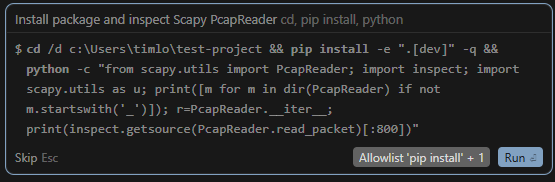 Install package and inspect Scapy PcapReader cd, pip install, python
$ cd /d c:\Users\timlo\test-project && pip install -e ".[dev]" -q &&
python -c "from scapy.utils import PcapReader; import inspect; import
scapy.utils as u; print([m for m in dir(PcapReader) if not
m.startswith('_')]); r=PcapReader.__iter__;
print(inspect.getsource(PcapReader.read_packet)[:800])"
Skip Esc Allowlist 'pip install' + 1 Run